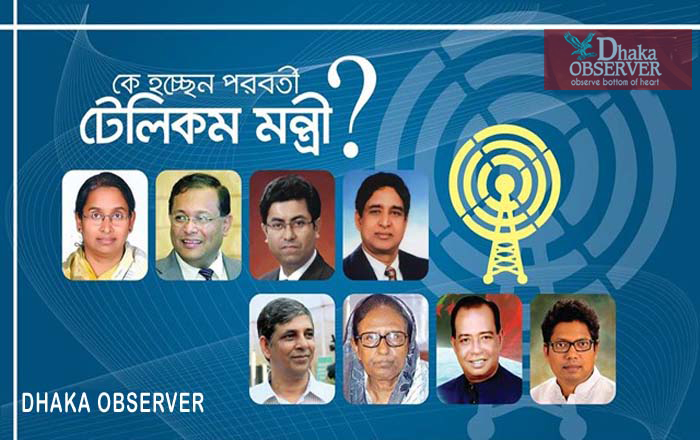 Dhaka
OBSERVER
observe bottom of heart
কে হচ্ছেন পরবর্তী
টেলিকম মন্ত্রী?
DHAKA OBSERVER